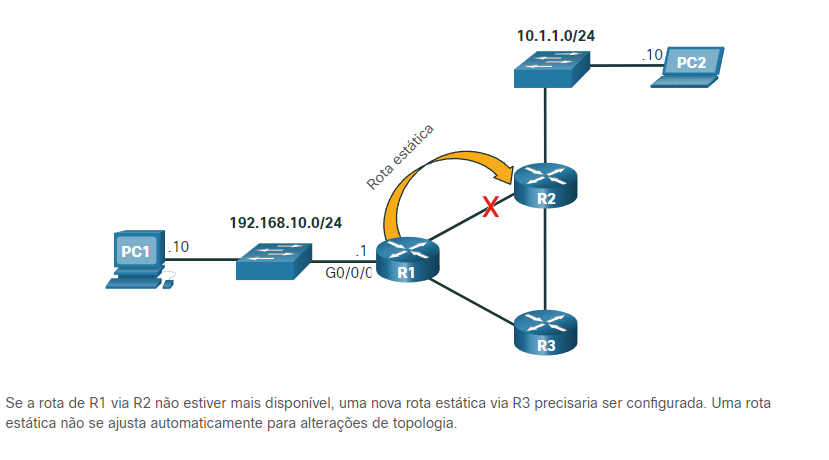 10.1.1.0/24
.10
PC2
Rota estática
R2
192.168.10.0/24
PC1
.10
.1
G0/0/0
R1
R3
Se a rota de R1 via R2 não estiver mais disponível, uma nova rota estática via R3 precisaria ser configurada. Uma rota
estática não se ajusta automaticamente para alterações de topologia.